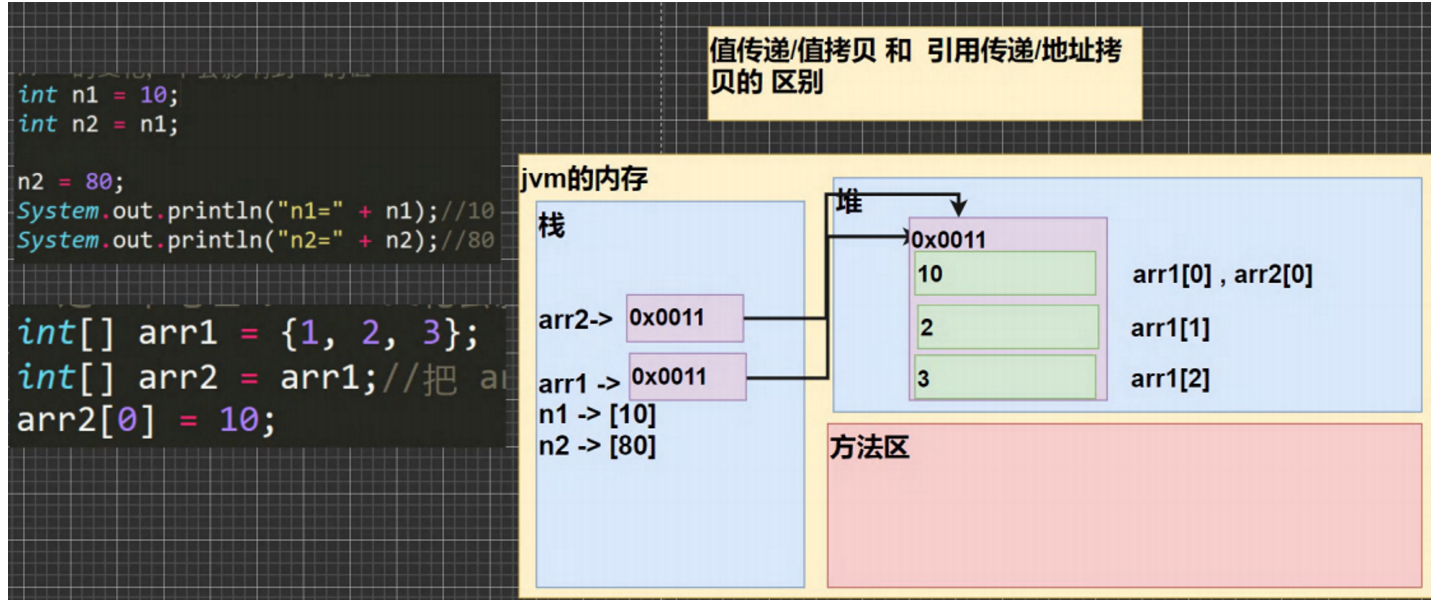 值传递/值拷贝 和 引用传递/地址拷
贝的 区别
int n1 = 10;
int n2 = n1;
n2 = 80;
System.out.println("n1=" + n1);//10
System.out.println("n2=" + n2);//80
int[] arr1 = {1, 2, 3};
int[] arr2 = arr1;//把 ar
arr2[0] = 10;
jvm的内存
栈
arr2-> 0x0011
arr1 -> 0x0011
n1 -> [10]
n2 -> [80]
堆
0x0011
10 arr1[0] , arr2[0]
2 arr1[1]
3 arr1[2]
方法区